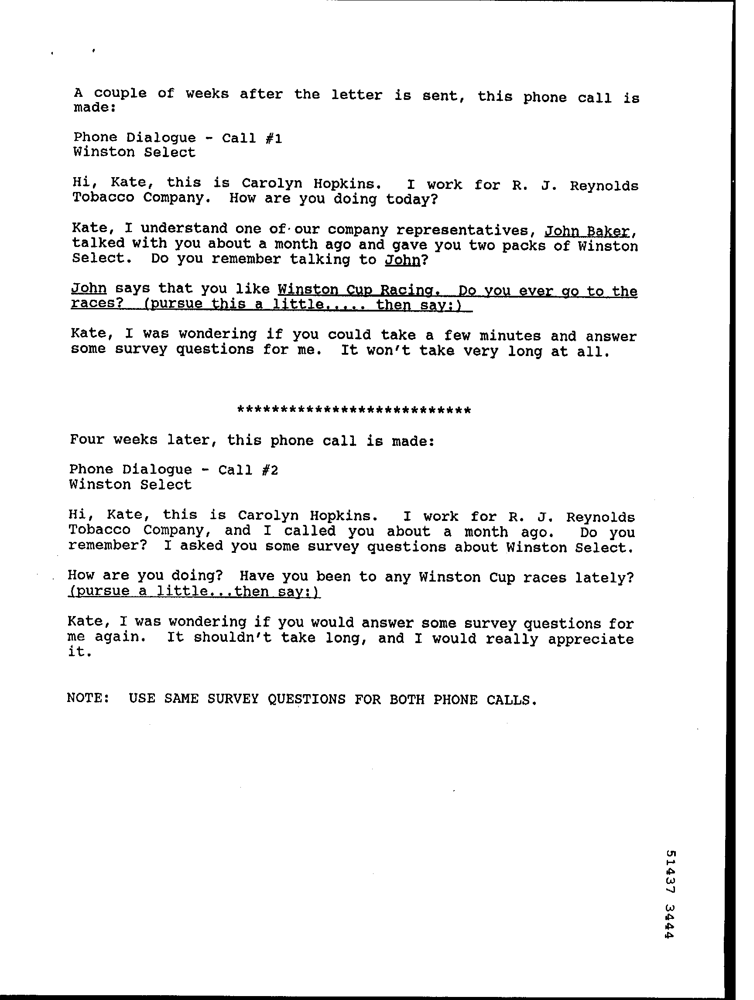 A couple of weeks after the letter is sent, this phone call is
made:
Phone Dialogue - Call #1
Winston Select
Hi, Kate, this is Carolyn Hopkins. I work for R. J. Reynolds
Tobacco Company. How are you doing today?
Kate, I understand one of our company representatives, John Baker,
talked with you about a month ago and gave you two packs of Winston
Select. Do you remember talking to John?
John says that you like Winston Cup Racing. Do you ever go to the
races? (pursue this a little..... then say:)
Kate, I was wondering if you could take a few minutes and answer
some survey questions for me. It won't take very long at all.
***************************
Four weeks later, this phone call is made:
Phone Dialogue - Call #2
Winston Select
Hi, Kate, this is Carolyn Hopkins. I work for R. J. Reynolds
Tobacco Company, and I called you about a month ago. Do you
remember? I asked you some survey questions about Winston Select.
How are you doing? Have you been to any Winston Cup races lately?
(pursue a little...then say:)
Kate, I was wondering if you would answer some survey questions for
me again. It shouldn't take long, and I would really appreciate
it.
NOTE: USE SAME SURVEY QUESTIONS FOR BOTH PHONE CALLS.
51437 3444